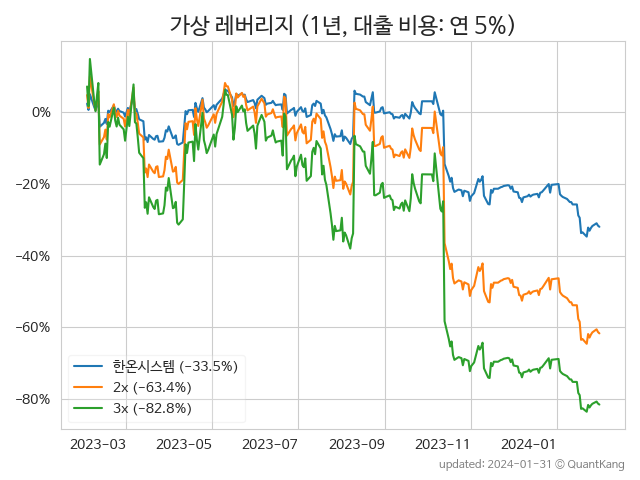 가상 레버리지 (1년, 대출 비용: 연 5%)
0%
−20%
−40%
−60%
−80%
한온시스템 (−33.5%)
2x (−63.4%)
3x (−82.8%)
2023-03 2023-05 2023-07 2023-09 2023-11 2024-01
updated: 2024-01-31 © QuantKang